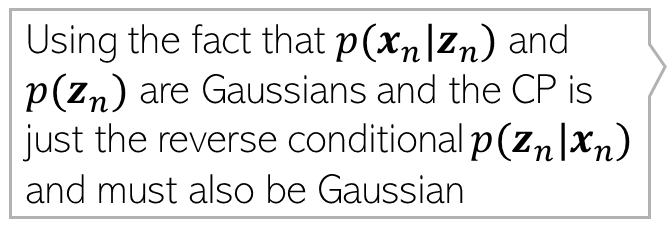 Using the fact that p(xₙ|zₙ) and
p(zₙ) are Gaussians and the CP is
just the reverse conditional p(zₙ|xₙ)
and must also be Gaussian